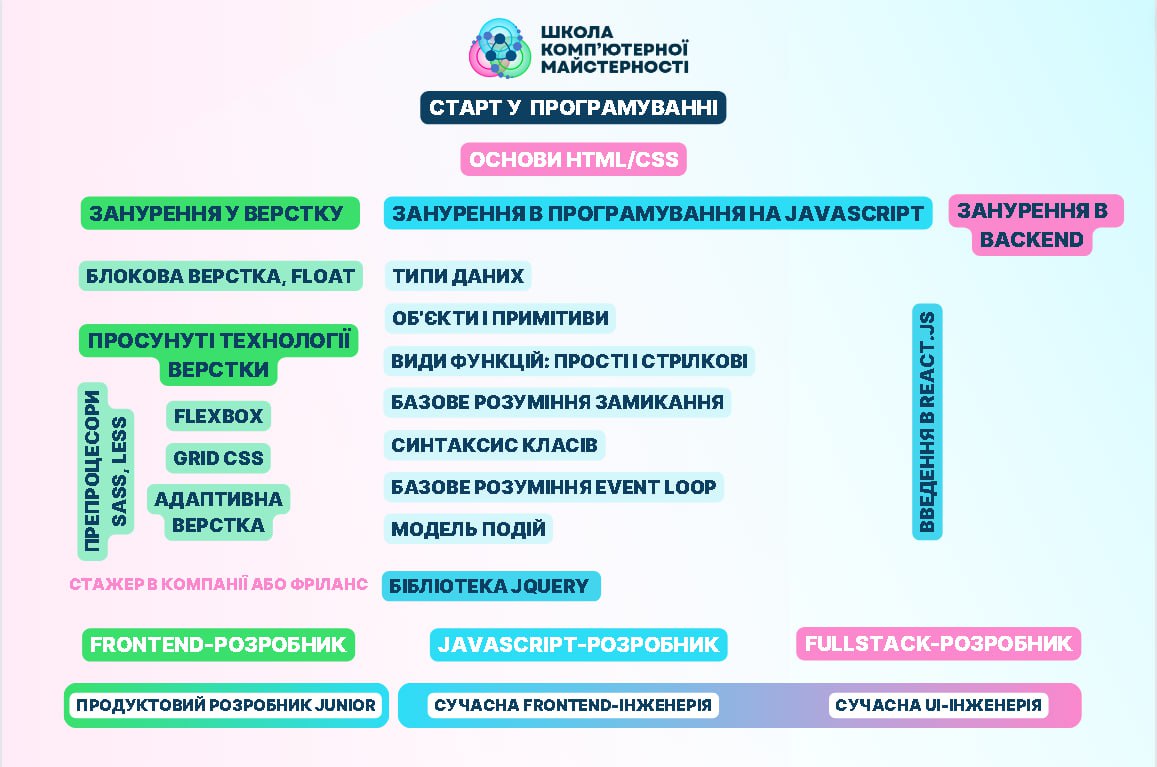 ШКОЛА
КОМП'ЮТЕРНОЇ
МАЙСТЕРНОСТІ
СТАРТ У ПРОГРАМУВАННІ
ОСНОВИ HTML/CSS
ЗАНУРЕННЯ У ВЕРСТКУ
БЛОКОВА ВЕРСТКА, FLOAT
ПРОСУНУТІ ТЕХНОЛОГІЇ
ВЕРСТКИ
ПРЕПРОЦЕСОРИ
SASS, LESS
FLEXBOX
GRID CSS
АДАПТИВНА
ВЕРСТКА
СТАЖЕР В КОМПАНІЇ АБО ФРІЛАНС
ЗАНУРЕННЯ В ПРОГРАМУВАННЯ НА JAVASCRIPT
ТИПИ ДАНИХ
ОБ'ЄКТИ І ПРИМІТИВИ
ВИДИ ФУНКЦІЙ: ПРОСТІ І СТРІЛКОВІ
БАЗОВЕ РОЗУМІННЯ ЗАМИКАННЯ
СИНТАКСИС КЛАСІВ
БАЗОВЕ РОЗУМІННЯ EVENT LOOP
МОДЕЛЬ ПОДІЙ
БІБЛІОТЕКА JQUERY
ЗАНУРЕННЯ В
BACKEND
ВВЕДЕННЯ В REACT.JS
FRONTEND-РОЗРОБНИК
JAVASCRIPT-РОЗРОБНИК
FULLSTACK-РОЗРОБНИК
ПРОДУКТОВИЙ РОЗРОБНИК JUNIOR
СУЧАСНА FRONTEND-ІНЖЕНЕРІЯ
СУЧАСНА UI-ІНЖЕНЕРІЯ